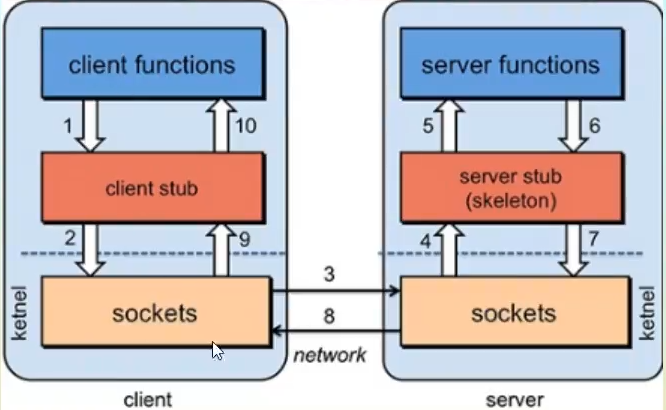 client functions
server functions
1
10
5
6
client stub
server stub
(skeleton)
2
9
4
7
3
sockets
sockets
8
ketnel
ketnel
network
client
server